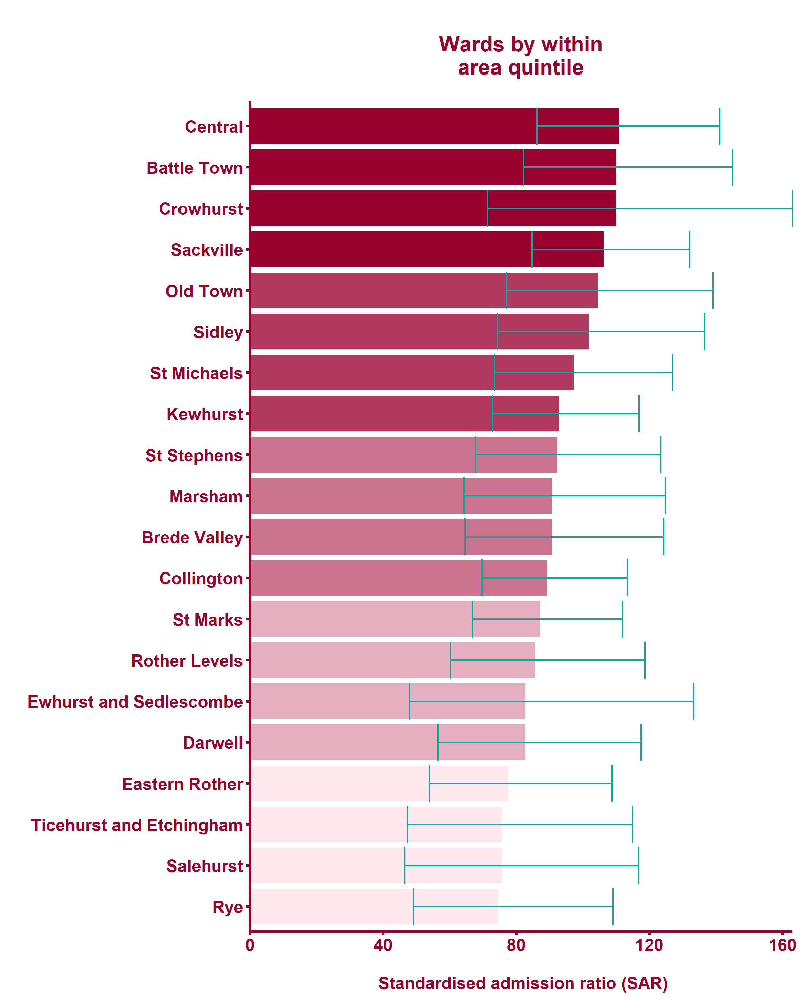 Wards by within
area quintile
Central
Battle Town
Crowhurst
Sackville
Old Town
Sidley
St Michaels
Kewhurst
St Stephens
Marsham
Brede Valley
Collington
St Marks
Rother Levels
Ewhurst and Sedlescombe
Darwell
Eastern Rother
Ticehurst and Etchingham
Salehurst
Rye
0 40 80 120 160
Standardised admission ratio (SAR)